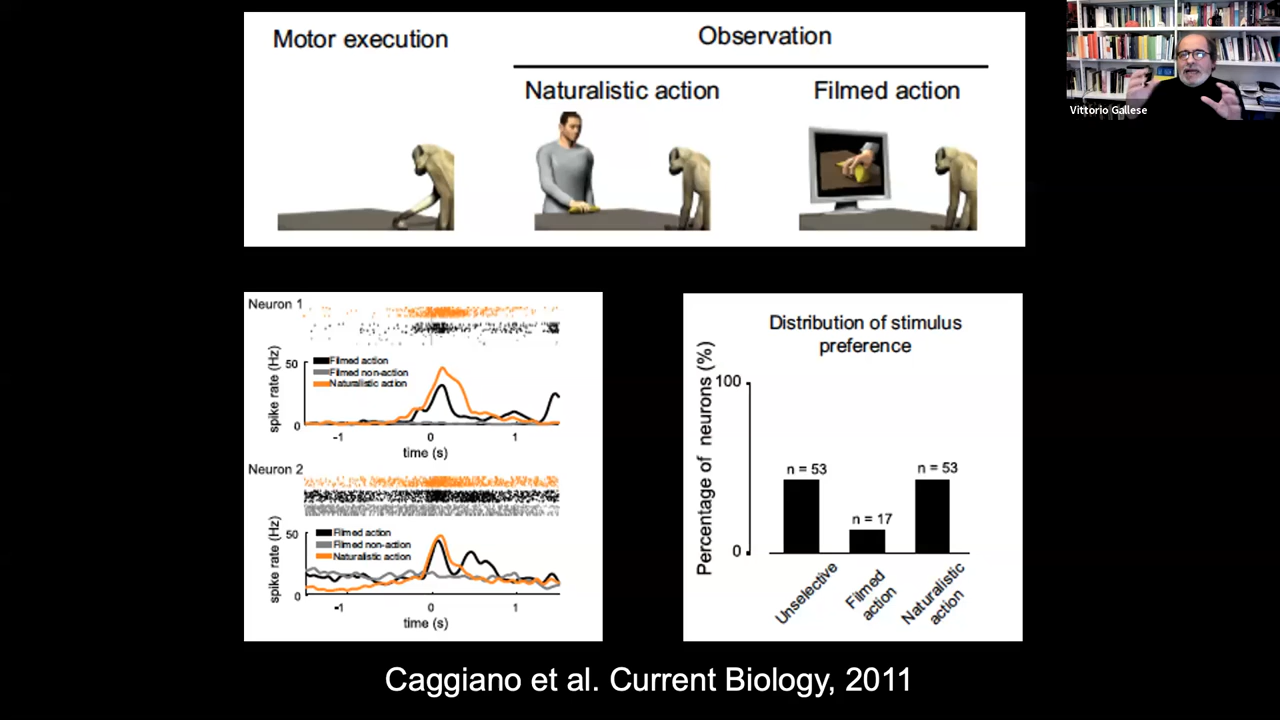 Motor execution
Observation
Naturalistic action
Filmed action
Vittorio Gallese
Neuron 1
spike rate (Hz)
50
0
Filmed action
Filmed non-action
Naturalistic action
-1
0
1
time (s)
Neuron 2
spike rate (Hz)
50
0
Filmed action
Filmed non-action
Naturalistic action
-1
0
1
time (s)
Distribution of stimulus
preference
Percentage of neurons (%)
100
0
n = 53
n = 17
n = 53
Unselective
Filmed
action
Naturalistic
action
Caggiano et al. Current Biology, 2011